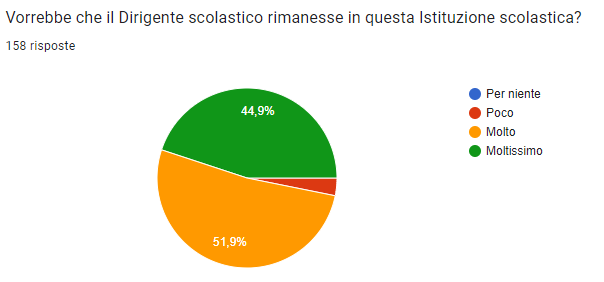 Vorrebbe che il Dirigente scolastico rimanesse in questa Istituzione scolastica?
158 risposte
44,9%
51,9%
Per niente
Poco
Molto
Moltissimo